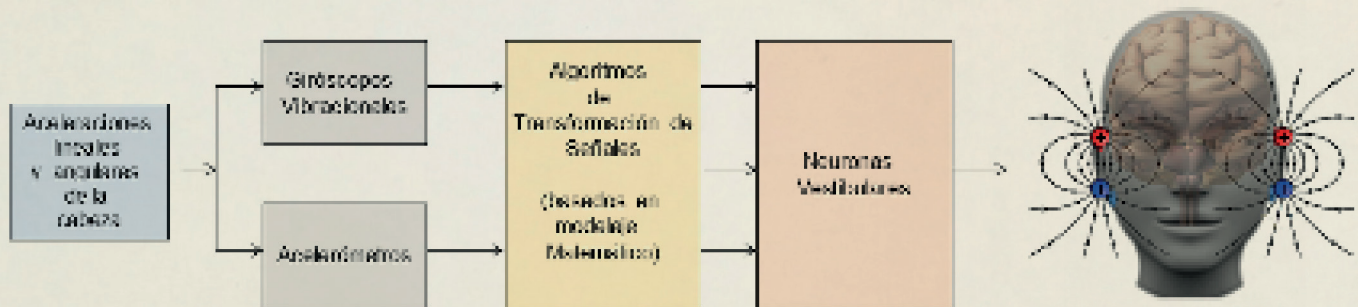 Aceleraciones
lineales
y angulares
de la
cabeza
Giróscopos
Vibracionales
Acelerómetros
Algoritmos
de
Transformación de
Señales
(basados en
modelaje
Matemático)
Neuronas
Vestibulares